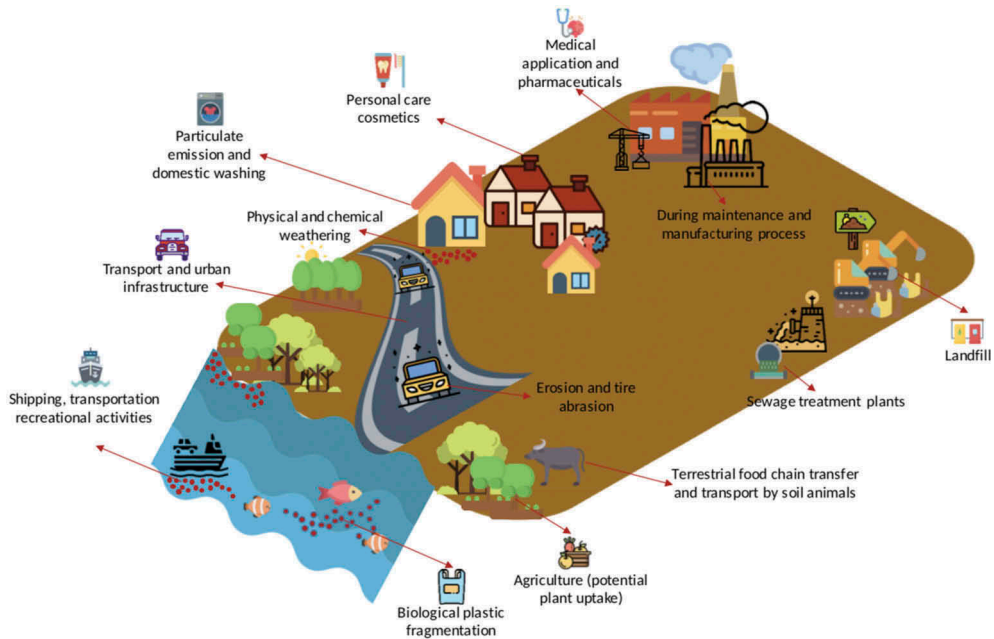 Medical
application and
pharmaceuticals
Personal care
cosmetics
Particulate
emission and
domestic washing
Physical and chemical
weathering
During maintenance and
manufacturing process
Transport and urban
infrastructure
Landfill
Shipping, transportation
recreational activities
Erosion and tire
abrasion
Sewage treatment plants
Terrestrial food chain transfer
and transport by soil animals
Agriculture (potential
plant uptake)
Biological plastic
fragmentation